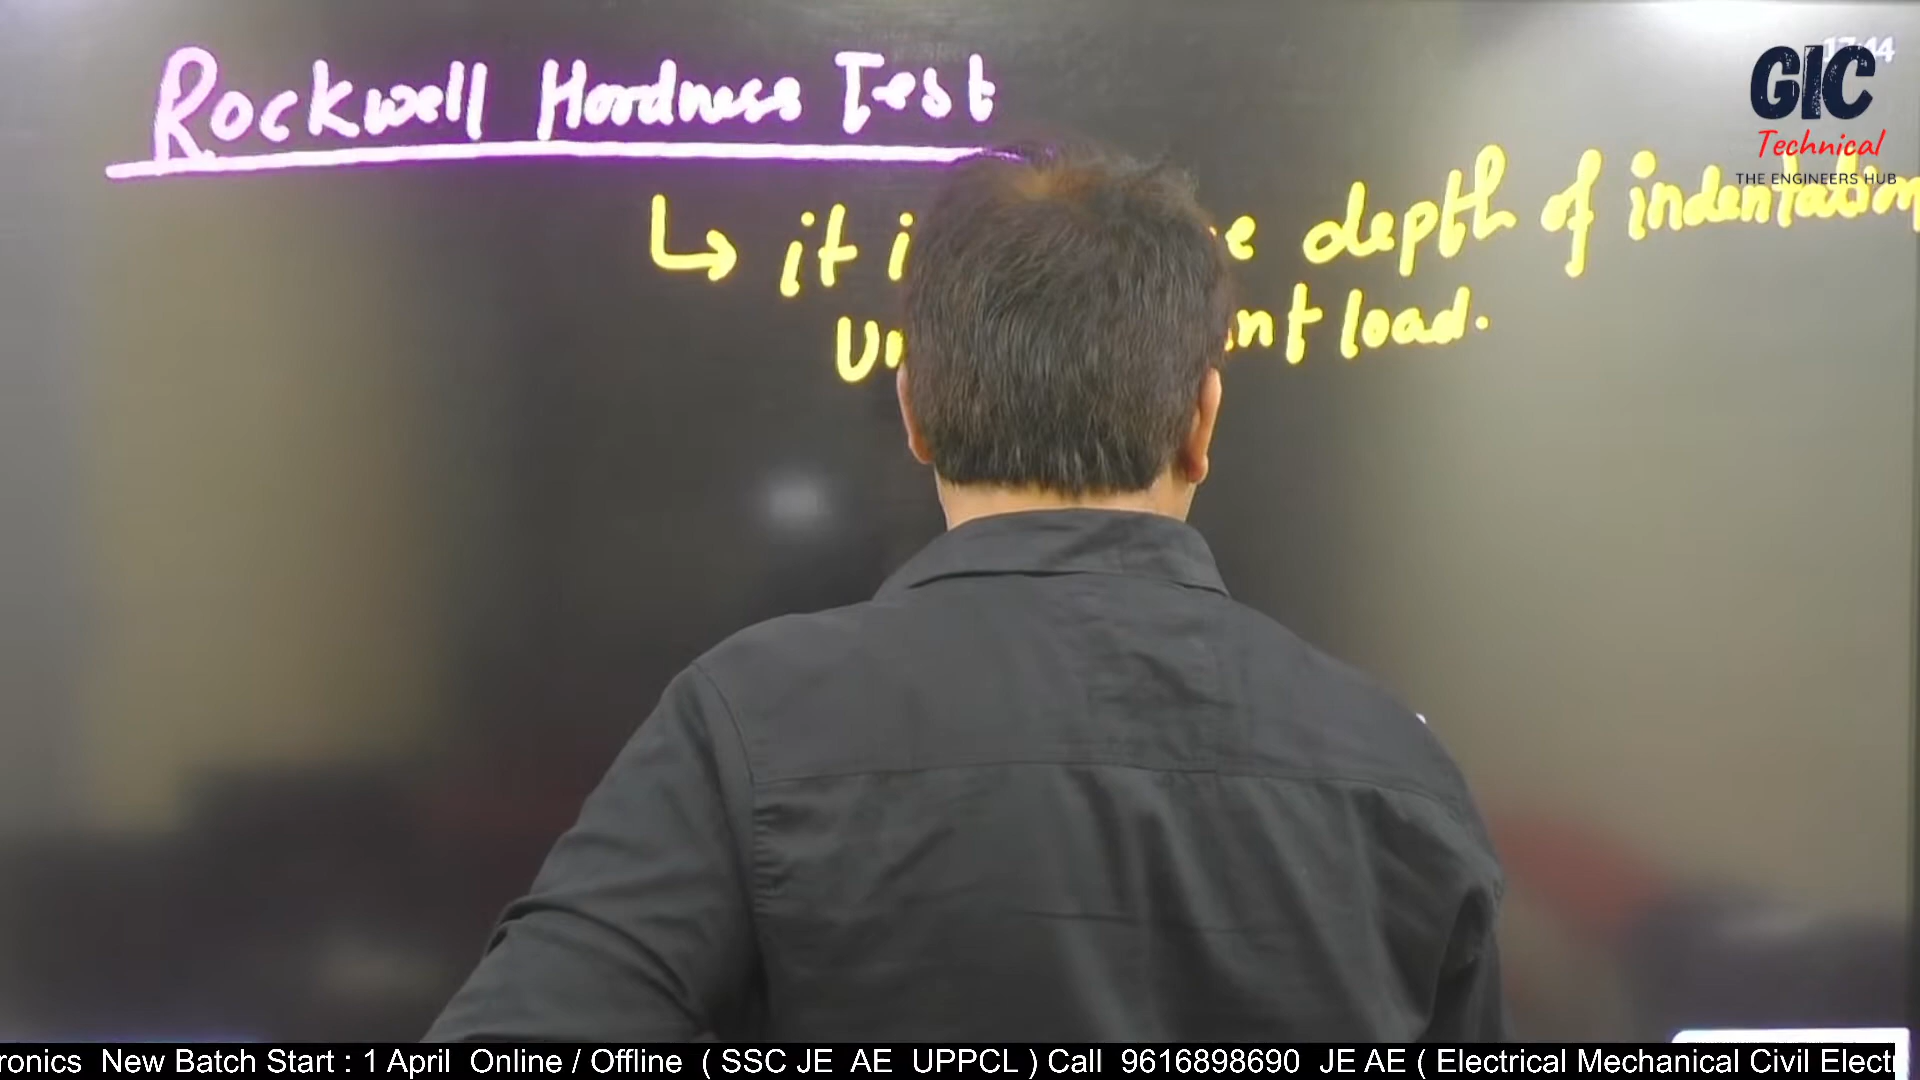 Rockwell Hardness Test
17:44
GIC
Technical
THE ENGINEERS HUB
↳ it depth of indentation
load.
ronics New Batch Start : 1 April Online / Offline ( SSC JE AE UPPCL ) Call 9616898690 JE AE ( Electrical Mechanical Civil Electr